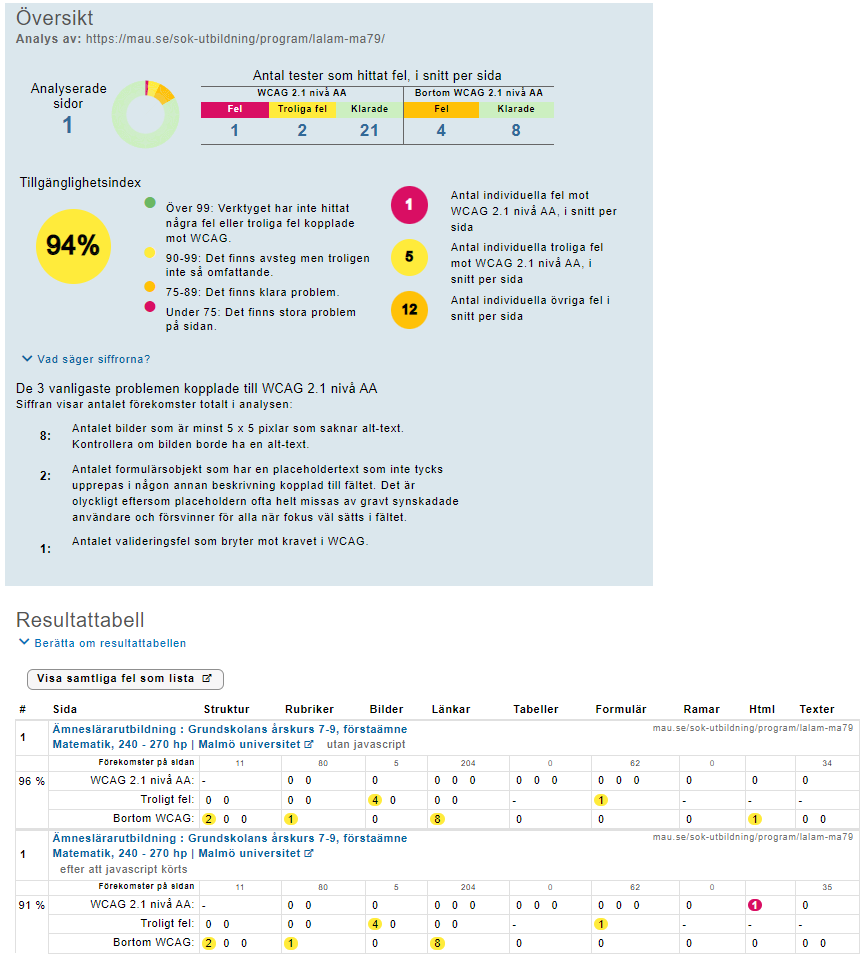 Översikt
Analys av: https://mau.se/sok-utbildning/program/lalam-ma79/
Analyserade
sidor
1
Antal tester som hittat fel, i snitt per sida
WCAG 2.1 nivå AA Bortom WCAG 2.1 nivå AA
Fel Troliga fel Klarade Fel Klarade
1 2 21 4 8
Tillgänglighetsindex
94%
Över 99: Verktyget har inte hittat
några fel eller troliga fel kopplade
mot WCAG.
90-99: Det finns avsteg men troligen
inte så omfattande.
75-89: Det finns klara problem.
Under 75: Det finns stora problem
på sidan.
1
Antal individuella fel mot
WCAG 2.1 nivå AA, i snitt per
sida
5
Antal individuella troliga fel
mot WCAG 2.1 nivå AA, i
snitt per sida
12
Antal individuella övriga fel i
snitt per sida
Vad säger siffrorna?
De 3 vanligaste problemen kopplade till WCAG 2.1 nivå AA
Siffran visar antalet förekomster totalt i analysen:
8: Antalet bilder som är minst 5 x 5 pixlar som saknar alt-text.
Kontrollera om bilden borde ha en alt-text.
2: Antalet formulärsobjekt som har en placeholdertext som inte tycks
upprepas i någon annan beskrivning kopplad till fältet. Det är
olyckligt eftersom placeholdern ofta helt missas av gravt synskadade
användare och försvinner för alla när fokus väl sätts i fältet.
1: Antalet valideringsfel som bryter mot kravet i WCAG.
Resultattabell
Berätta om resultattabellen
Visa samtliga fel som lista
# Sida Struktur Rubriker Bilder Länkar Tabeller Formulär Ramar Html Texter
1 Ämneslärarutbildning : Grundskolans årskurs 7-9, förstaämne mau.se/sok-utbildning/program/lalam-ma79
Matematik, 240 - 270 hp | Malmö universitet utan javascript
Förekomster på sidan 11 80 5 204 0 62 0 34
96 % WCAG 2.1 nivå AA: - 0 0 0 0 0 0 0 0 0 0 0 0 0 0 0
Troligt fel: 0 0 0 0 4 0 0 0 - 1 - - -
Bortom WCAG: 2 0 0 1 0 8 0 0 0 1 0 0
1 Ämneslärarutbildning : Grundskolans årskurs 7-9, förstaämne mau.se/sok-utbildning/program/lalam-ma79
Matematik, 240 - 270 hp | Malmö universitet
efter att javascript körts
Förekomster på sidan 11 80 5 204 0 62 0 35
91 % WCAG 2.1 nivå AA: - 0 0 0 0 0 0 0 0 0 0 0 0 0 1 0
Troligt fel: 0 0 0 0 4 0 0 0 - 1 - - -
Bortom WCAG: 2 0 0 1 0 8 0 0 0 0 0 0